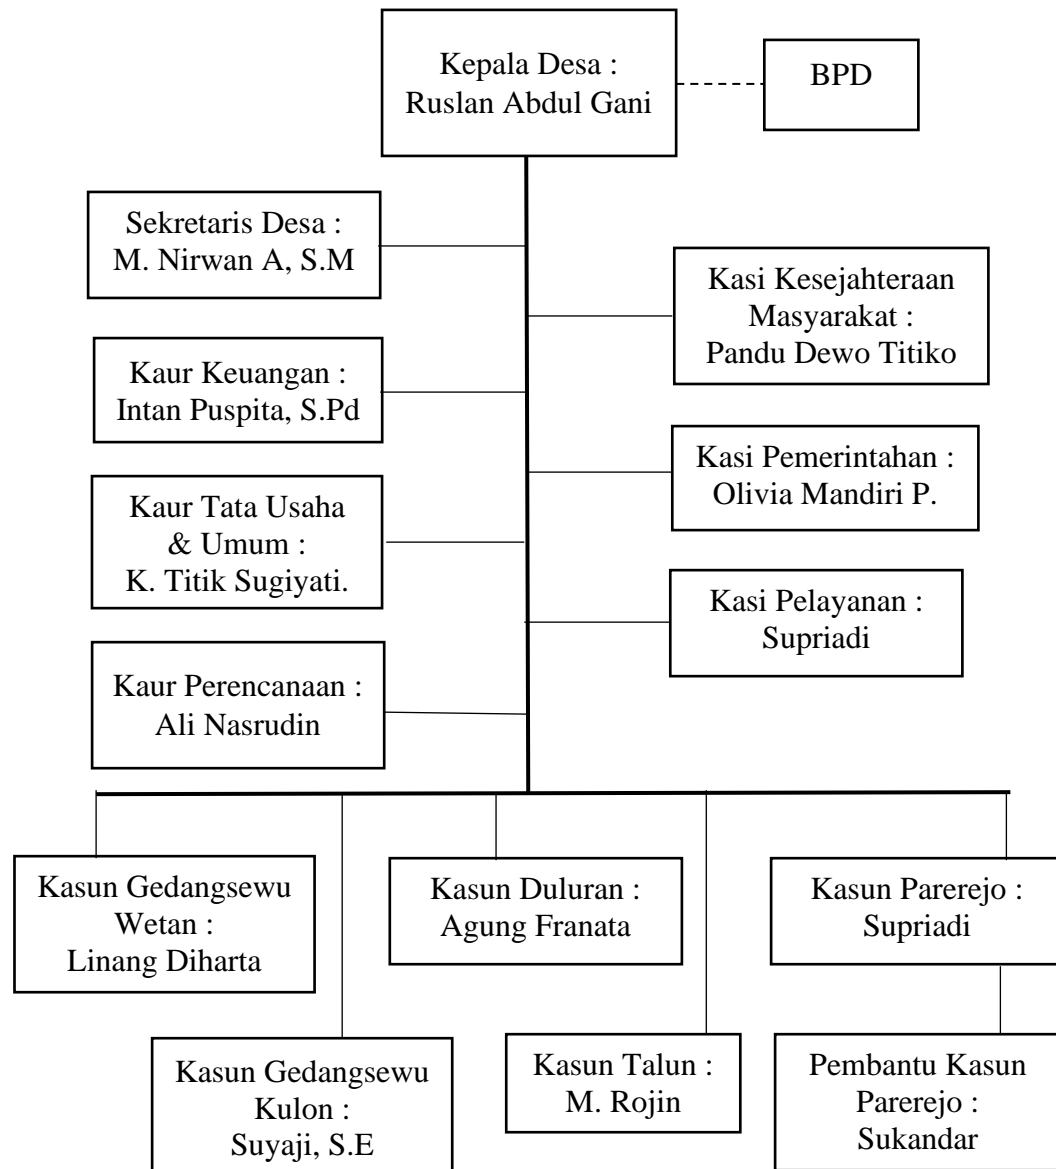 Kepala Desa :
Ruslan Abdul Gani
BPD
Sekretaris Desa :
M. Nirwan A, S.M
Kasi Kesejahteraan
Masyarakat :
Pandu Dewo Titiko
Kaur Keuangan :
Intan Puspita, S.Pd
Kasi Pemerintahan :
Olivia Mandiri P.
Kaur Tata Usaha
& Umum :
K. Titik Sugiyati.
Kasi Pelayanan :
Supriadi
Kaur Perencanaan :
Ali Nasrudin
Kasun Gedangsewu
Wetan :
Linang Diharta
Kasun Duluran :
Agung Franata
Kasun Parerejo :
Supriadi
Kasun Gedangsewu
Kulon :
Suyaji, S.E
Kasun Talun :
M. Rojin
Pembantu Kasun
Parerejo :
Sukandar